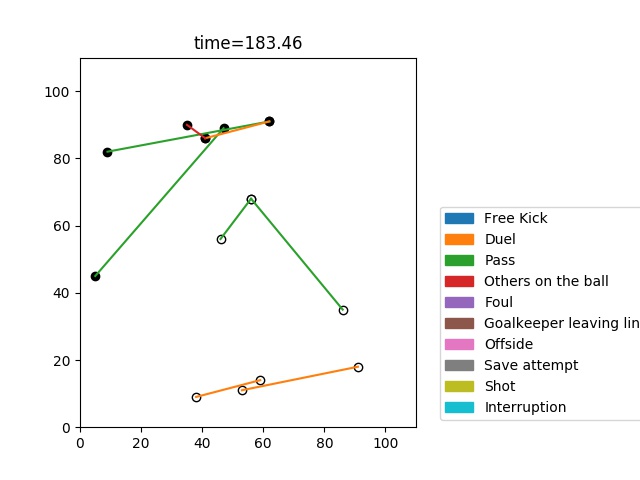 time=183.46
100
80
60
40
20
0
0 20 40 60 80 100
Free Kick
Duel
Pass
Others on the ball
Foul
Goalkeeper leaving lin
Offside
Save attempt
Shot
Interruption